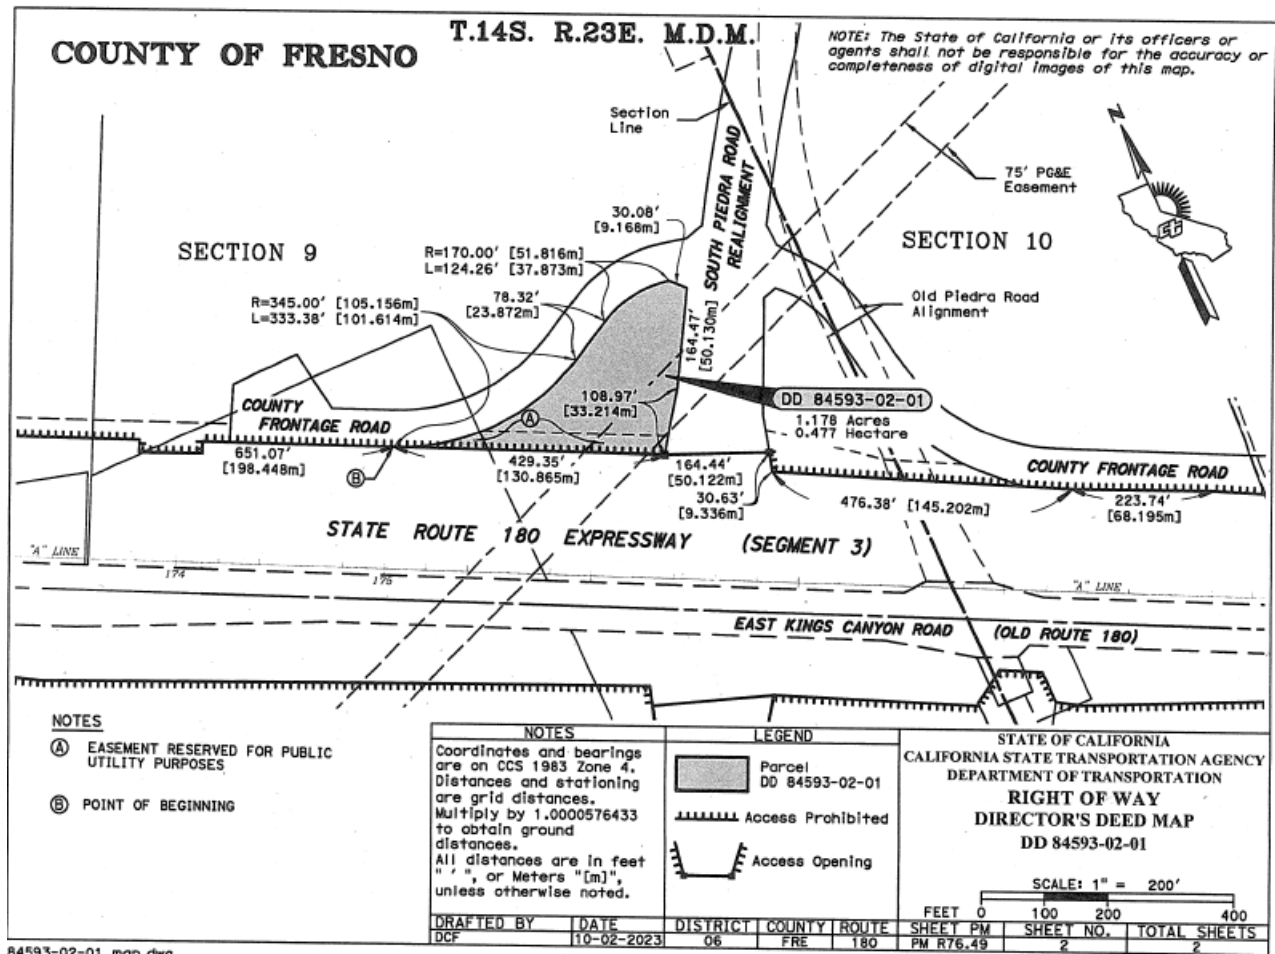 T.14S. R.23E. M.D.M.
COUNTY OF FRESNO
NOTE: The State of California or its officers or
agents shall not be responsible for the accuracy or
completeness of digital images of this map.
Section
Line
SOUTH PIEDRA ROAD
REALIGNMENT
75' PG&E
Easement
N
SECTION 9
SECTION 10
30.08'
[9.168m]
R=170.00' [51.816m]
L=124.26' [37.873m]
78.32'
[23.872m]
R=345.00' [105.156m]
L=333.38' [101.614m]
Old Piedra Road
Alignment
164.47'
[50.130m]
108.97'
[33.214m]
DD 84593-02-01
1.178 Acres
0.477 Hectare
A
COUNTY
FRONTAGE ROAD
651.07'
[198.448m]
B
429.35'
[130.865m]
164.44'
[50.122m]
30.63'
[9.336m]
476.38' [145.202m]
COUNTY FRONTAGE ROAD
223.74'
[68.195m]
STATE ROUTE 180 EXPRESSWAY (SEGMENT 3)
"A" LINE
174
175
"A" LINE
EAST KINGS CANYON ROAD (OLD ROUTE 180)
NOTES
A EASEMENT RESERVED FOR PUBLIC
UTILITY PURPOSES
B POINT OF BEGINNING
NOTES
Coordinates and bearings
are on CCS 1983 Zone 4.
Distances and stationing
are grid distances.
Multiply by 1.0000576433
to obtain ground
distances.
All distances are in feet
" ' ", or Meters "[m]",
unless otherwise noted.
LEGEND
Parcel
DD 84593-02-01
Access Prohibited
Access Opening
STATE OF CALIFORNIA
CALIFORNIA STATE TRANSPORTATION AGENCY
DEPARTMENT OF TRANSPORTATION
RIGHT OF WAY
DIRECTOR'S DEED MAP
DD 84593-02-01
SCALE: 1" = 200'
FEET 0 100 200 400
DRAFTED BY DATE DISTRICT COUNTY ROUTE SHEET PM SHEET NO. TOTAL SHEETS
DCF 10-02-2023 06 FRE 180 PM R76.49 2 2
84593-02-01 map.dwg